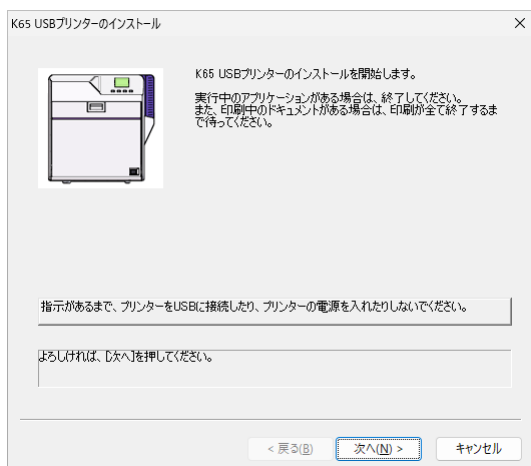 K65 USBプリンターのインストール
K65 USBプリンターのインストールを開始します。
実行中のアプリケーションがある場合は、終了してください。
また、印刷中のドキュメントがある場合は、印刷が全て終了するま
で待ってください。
指示があるまで、プリンターをUSBに接続したり、プリンターの電源を入れたりしないでください。
よろしければ、[次へ]を押してください。
< 戻る(B)
次へ(N) >
キャンセル